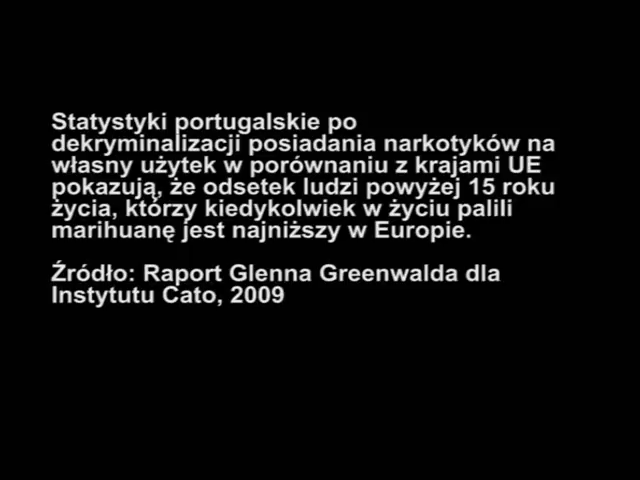 Statystyki portugalskie po
dekryminalizacji posiadania narkotyków na
własny użytek w porównaniu z krajami UE
pokazują, że odsetek ludzi powyżej 15 roku
życia, którzy kiedykolwiek w życiu palili
marihuanę jest najniższy w Europie.
Źródło: Raport Glenna Greenwalda dla
Instytutu Cato, 2009